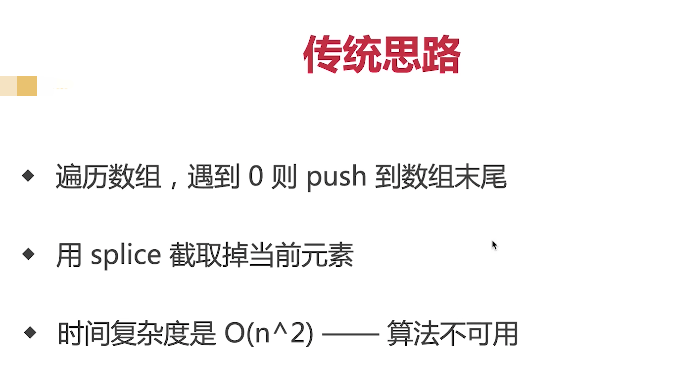 传统思路
遍历数组，遇到 0 则 push 到数组末尾
用 splice 截取掉当前元素
时间复杂度是 O(n^2) —— 算法不可用